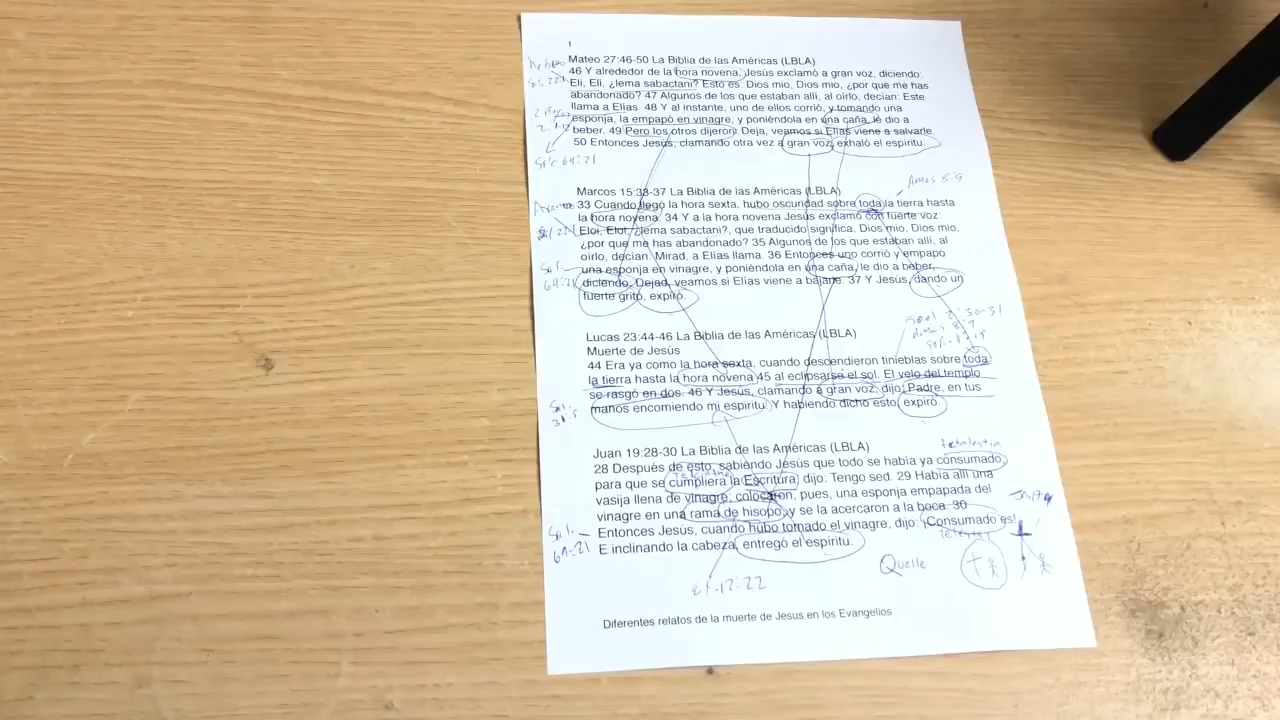 1
Mateo 27:46-50 La Biblia de las Américas (LBLA)
46 Y alrededor de la hora novena, Jesús exclamó a gran voz, diciendo:
Elí, Elí, ¿lema sabactani? Esto es: Dios mío, Dios mío, ¿por qué me has
abandonado? 47 Algunos de los que estaban allí, al oírlo, decían: Este
llama a Elías. 48 Y al instante, uno de ellos corrió, y tomando una
esponja, la empapó en vinagre, y poniéndola en una caña, le dio a
beber. 49 Pero los otros dijeron: Deja, veamos si Elías viene a salvarle.
50 Entonces Jesús, clamando otra vez a gran voz, exhaló el espíritu.
Sal. 64:21
Amos 8:9
Marcos 15:33-37 La Biblia de las Américas (LBLA)
33 Cuando llegó la hora sexta, hubo oscuridad sobre toda la tierra hasta
la hora novena. 34 Y a la hora novena Jesús exclamó con fuerte voz:
Eloi, Eloi, ¿lema sabactani?, que traducido significa, Dios mío, Dios mío,
¿por qué me has abandonado? 35 Algunos de los que estaban allí, al
oírlo, decían: Mirad, a Elías llama. 36 Entonces uno corrió y empapó
una esponja en vinagre, y poniéndola en una caña, le dio a beber,
diciendo: Dejad, veamos si Elías viene a bajarle. 37 Y Jesús, dando un
fuerte grito, expiró.
Joel 2:30-31
Amos 8:9
Lucas 23:44-46 La Biblia de las Américas (LBLA)
Muerte de Jesús
44 Era ya como la hora sexta, cuando descendieron tinieblas sobre toda
la tierra hasta la hora novena 45 al eclipsarse el sol. El velo del templo
se rasgó en dos. 46 Y Jesús, clamando a gran voz, dijo: Padre, en tus
manos encomiendo mi espíritu. Y habiendo dicho esto, expiró.
Juan 19:28-30 La Biblia de las Américas (LBLA)
28 Después de esto, sabiendo Jesús que todo se había ya consumado,
para que se cumpliera la Escritura, dijo: Tengo sed. 29 Había allí una
vasija llena de vinagre; colocaron, pues, una esponja empapada del
vinagre en una rama de hisopo, y se la acercaron a la boca. 30
Entonces Jesús, cuando hubo tomado el vinagre, dijo: ¡Consumado es!
E inclinando la cabeza, entregó el espíritu.
Quelle
Diferentes relatos de la muerte de Jesus en los Evangelios